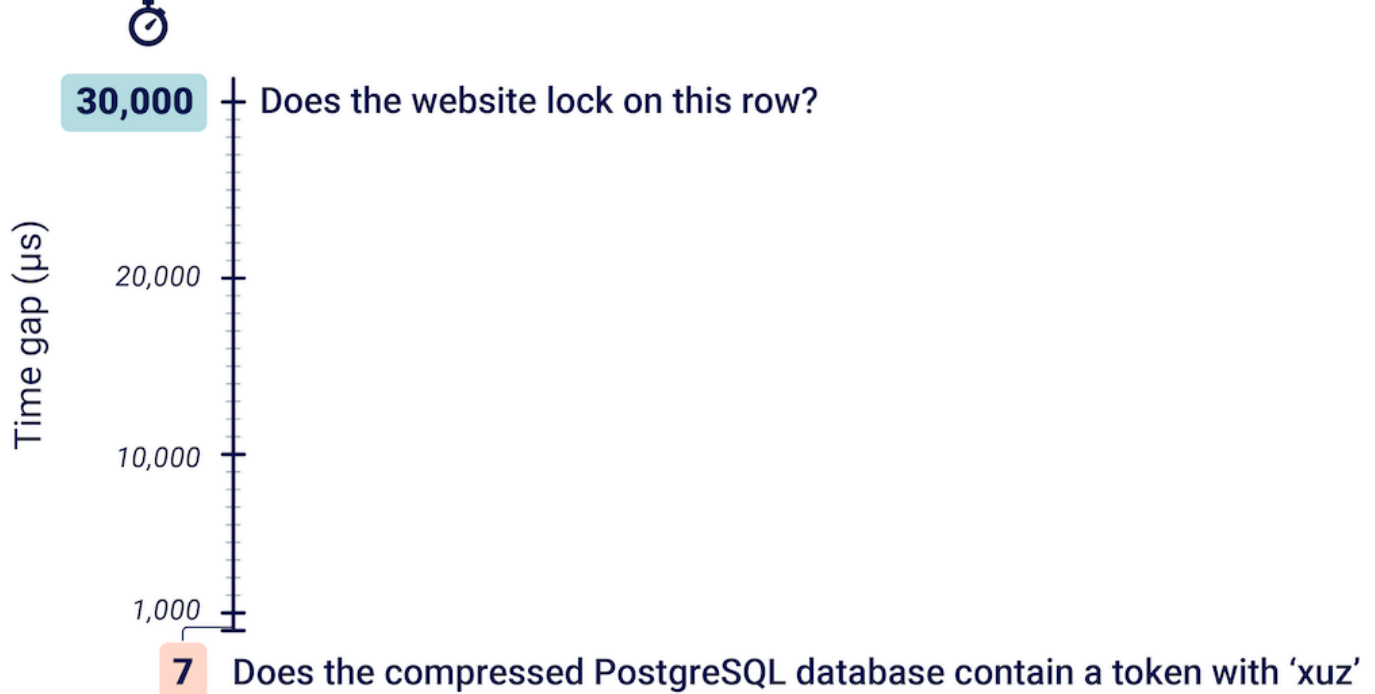 30,000 Does the website lock on this row?
Time gap (μs)
20,000
10,000
1,000
7 Does the compressed PostgreSQL database contain a token with ‘xuz’